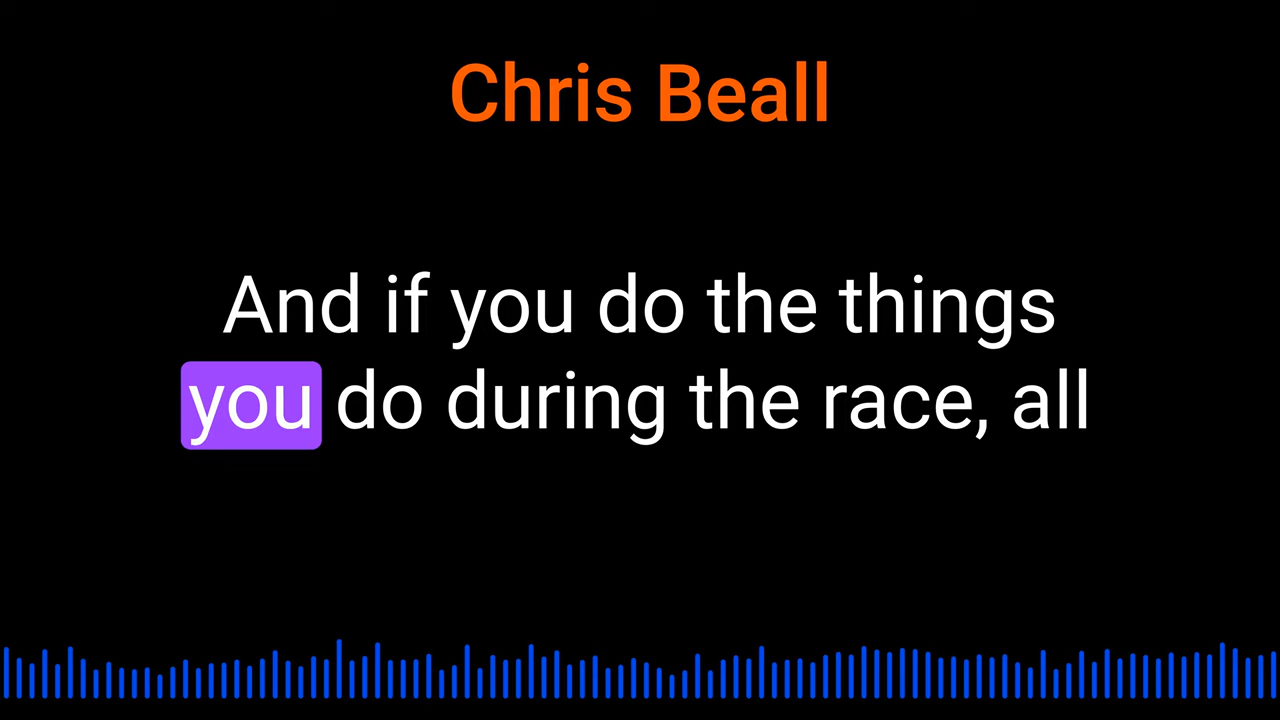 Chris Beall
And if you do the things
you do during the race, all